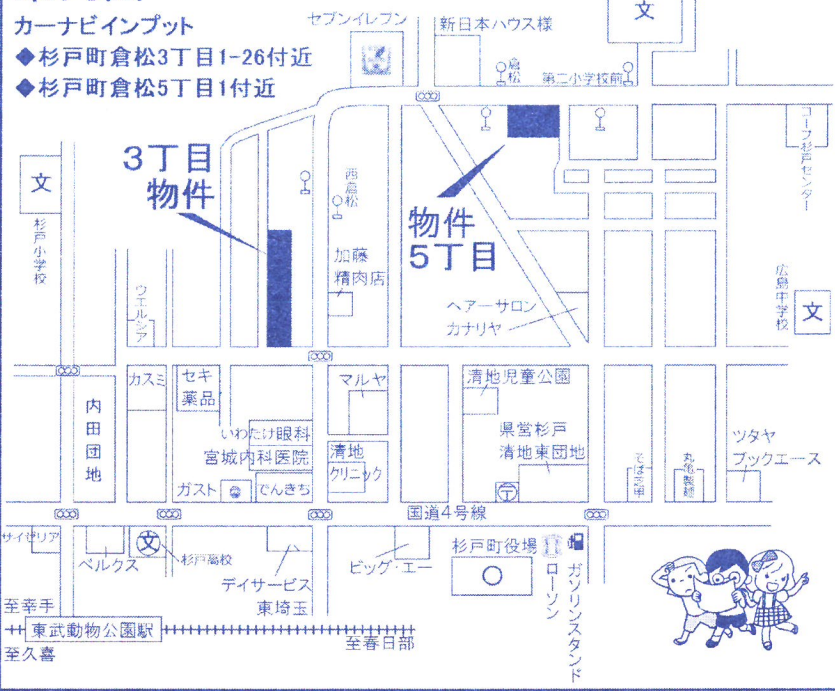 カーナビインプット
◆杉戸町倉松3丁目1-26付近
◆杉戸町倉松5丁目1付近
セブンイレブン
新日本ハウス様
文
倉松
第二小学校前
コープ杉戸センター
3丁目
物件
文
杉戸小学校
西倉松
物件
5丁目
加藤
精肉店
ウエルシア
ヘアーサロン
カナリヤ
広島中学校
文
カスミ
セキ
薬品
マルヤ
清地児童公園
内田団地
いわたけ眼科
宮城内科医院
清地
クリニック
県営杉戸
清地東団地
ツタヤ
ブックエース
丸亀製麺
ガスト
でんきち
〒
国道4号線
サイゼリア
ベルクス
文
杉戸高校
デイサービス
東埼玉
ビッグ・エー
杉戸町役場
ローソン
ガソリンスタンド
至幸手
東武動物公園駅
至春日部
至久喜